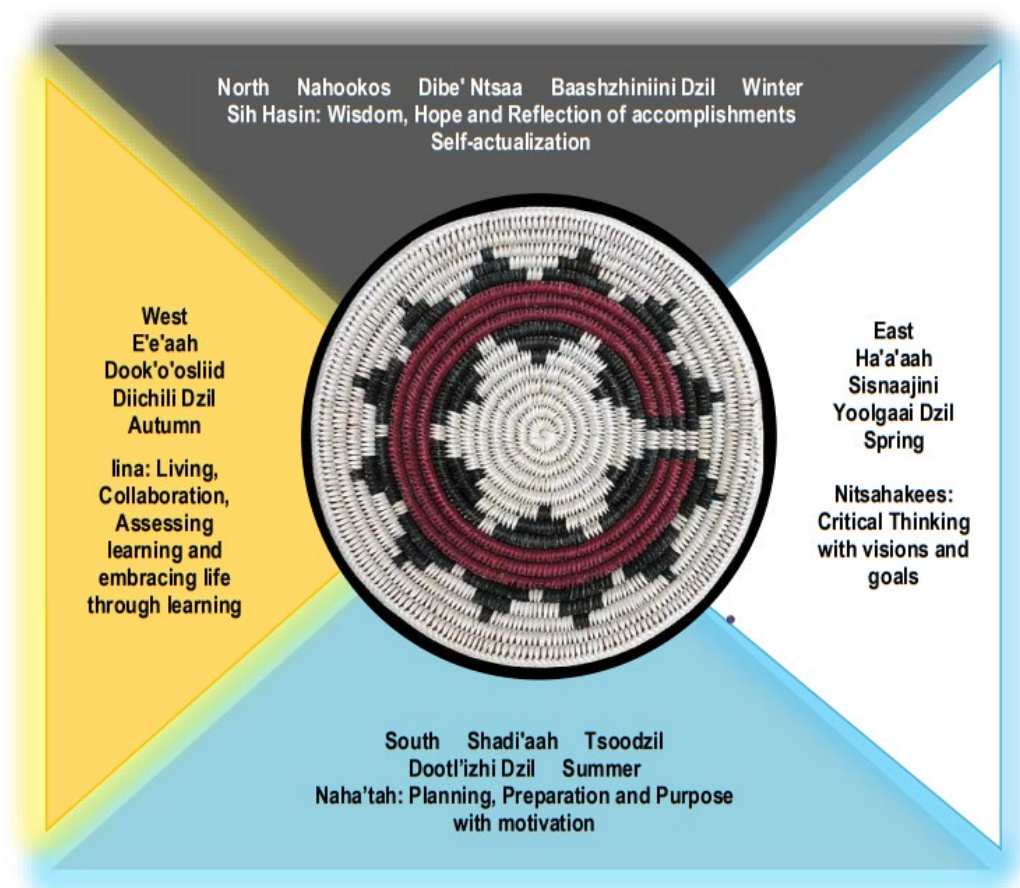 North Nahookos Dibe' Ntsaa Baashzhiniini Dzil Winter
Sih Hasin: Wisdom, Hope and Reflection of accomplishments
Self-actualization
West
E'e'aah
Dook'o'osliid
Diichili Dzil
Autumn
Iina: Living,
Collaboration,
Assessing
learning and
embracing life
through learning
East
Ha'a'aah
Sisnaajini
Yoolgaai Dzil
Spring
Nitsahakees:
Critical Thinking
with visions and
goals
South Shadi'aah Tsoodzil
Dootl’izhi Dzil Summer
Naha’tah: Planning, Preparation and Purpose
with motivation